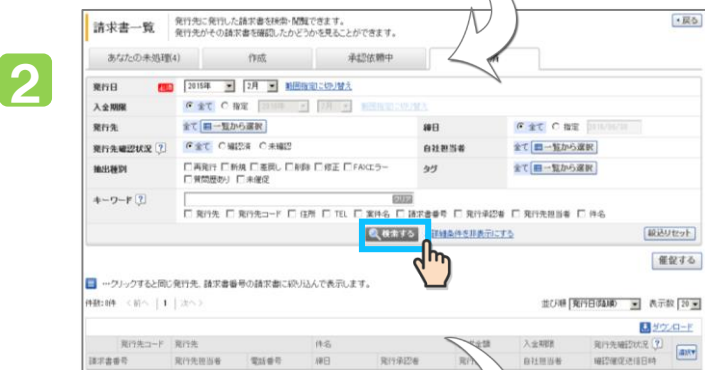 2
請求書一覧
発行先に発行した請求書を検索・閲覧できます。
発行先がその請求書を確認したかどうかを見ることができます。
戻る
あなたの未処理(4) 作成 承認依頼中
発行日 必須 2015年 2月 範囲指定に切り替え
入金期限 全て 指定 範囲指定に切り替え
発行先 全て 一覧から選択 締日 全て 指定
発行先確認状況 ? 全て 確認済 未確認 自社担当者 全て 一覧から選択
抽出種別 再発行 新規 差戻し 削除 修正 FAXエラー タグ 全て 一覧から選択
質問歴あり 未催促
キーワード ? クリア
発行先 発行先コード 住所 TEL 案件名 請求書番号 発行承認者 発行先担当者 件名
検索する 詳細条件を非表示にする 絞込リセット
催促する
…クリックすると同じ発行先、請求書番号の請求書に絞り込んで表示します。
件数: <前へ | 1 | 次へ> 並び順 発行日(降順) 表示数 20
ダウンロード
発行先コード 発行先 件名 入金期限 発行先確認状況 ? 選択
請求書番号 発行先担当者 電話番号 締日 発行承認者 自社担当者 確認催促送信日時